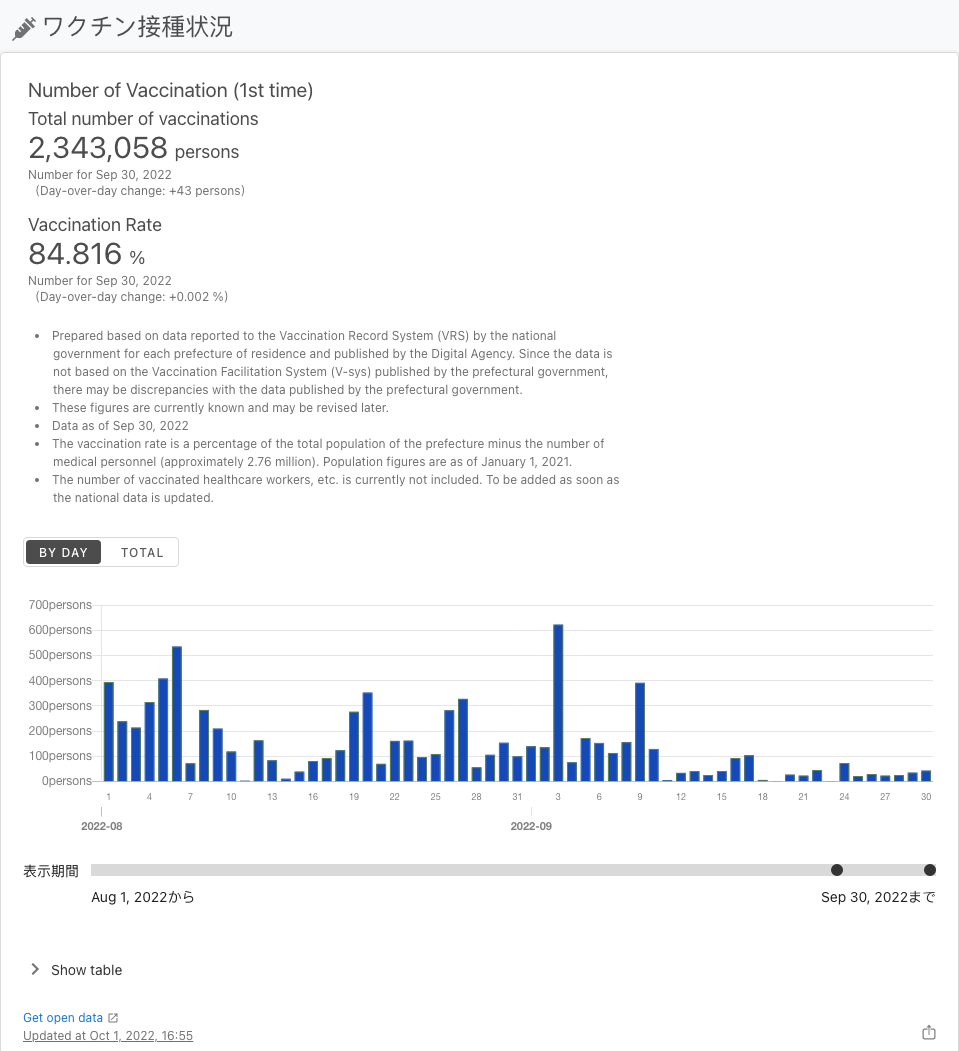 ワクチン接種状況
Number of Vaccination (1st time)
Total number of vaccinations
2,343,058 persons
Number for Sep 30, 2022
(Day-over-day change: +43 persons)
Vaccination Rate
84.816 %
Number for Sep 30, 2022
(Day-over-day change: +0.002 %)
• Prepared based on data reported to the Vaccination Record System (VRS) by the national
government for each prefecture of residence and published by the Digital Agency. Since the data is
not based on the Vaccination Facilitation System (V-sys) published by the prefectural government,
there may be discrepancies with the data published by the prefectural government.
• These figures are currently known and may be revised later.
• Data as of Sep 30, 2022
• The vaccination rate is a percentage of the total population of the prefecture minus the number of
medical personnel (approximately 2.76 million). Population figures are as of January 1, 2021.
• The number of vaccinated healthcare workers, etc. is currently not included. To be added as soon as
the national data is updated.
BY DAY TOTAL
700persons
600persons
500persons
400persons
300persons
200persons
100persons
0persons
1 4 7 10 13 16 19 22 25 28 31 3 6 9 12 15 18 21 24 27 30
2022-08 2022-09
表示期間
Aug 1, 2022から Sep 30, 2022まで
Show table
Get open data
Updated at Oct 1, 2022, 16:55